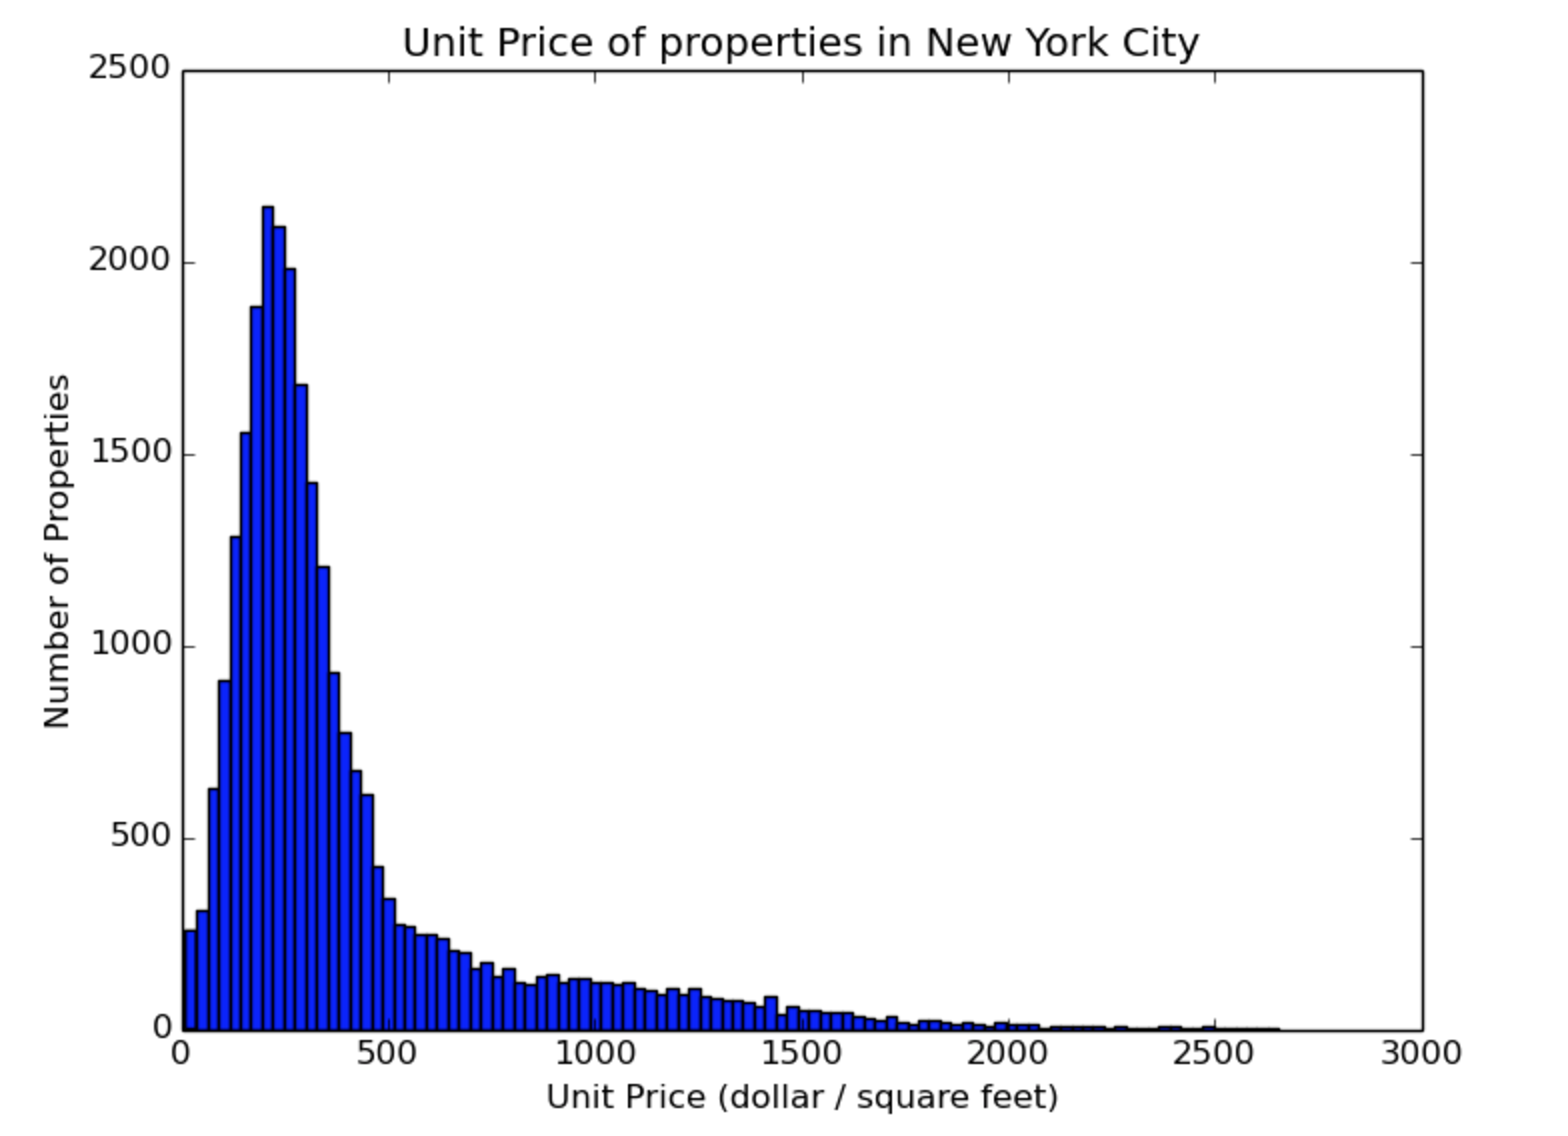 Unit Price of properties in New York City
2500
2000
1500
1000
500
0
Number of Properties
0 500 1000 1500 2000 2500 3000
Unit Price (dollar / square feet)